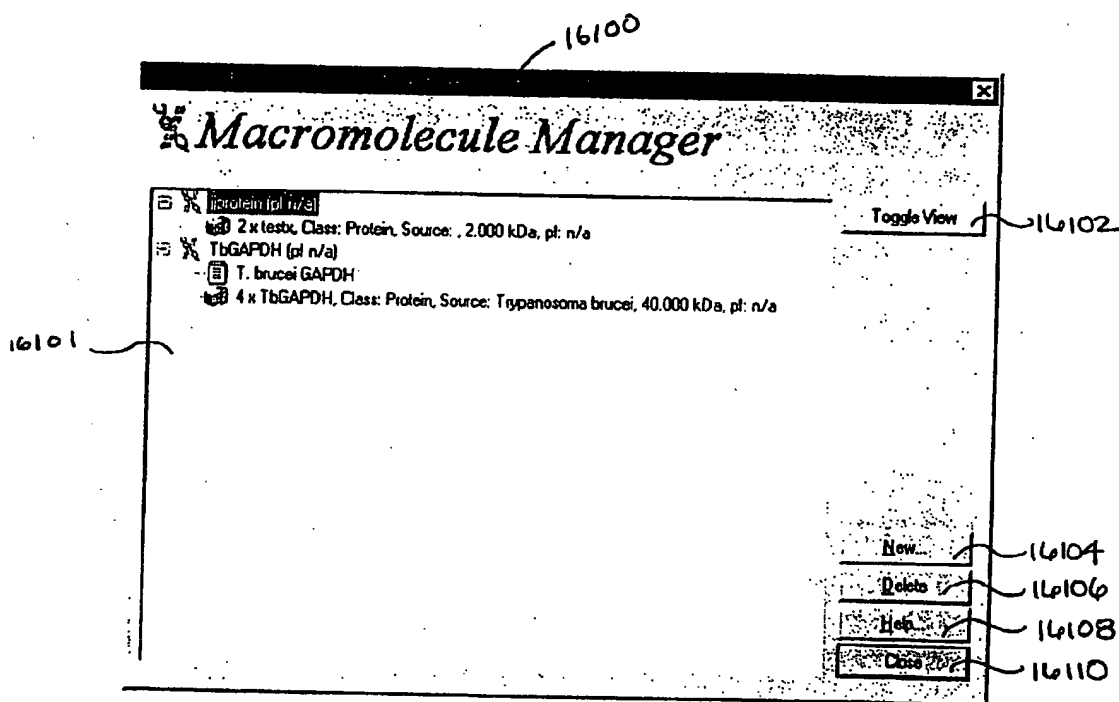 16100
Macromolecule Manager
(pI n/a)
Toggle View
16102
2 x testx, Class: Protein, Source: , 2.000 kDa, pI: n/a
TbGAPDH (pI n/a)
T. brucei GAPDH
4 x TbGAPDH, Class: Protein, Source: Trypanosoma brucei, 40.000 kDa, pI: n/a
16101
New...
16104
Delete
16106
Help...
16108
Close
16110